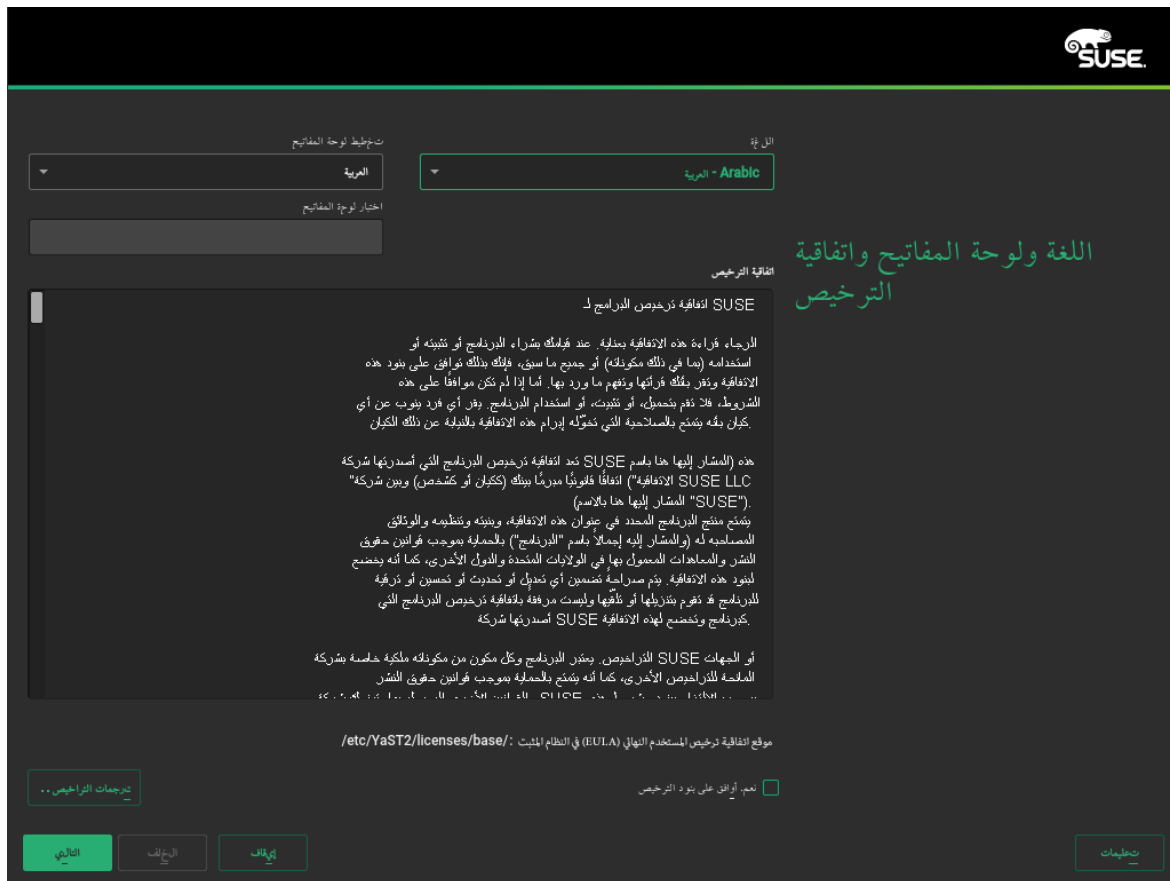 SUSE.
تخطيط لوحة المفاتيح
اللغة
العربية
العربية - Arabic
اختبار لوحة المفاتيح
اللغة ولوحة المفاتيح واتفاقية
الترخيص
اتفاقية الترخيص
SUSE اتفاقية ترخيص البرامج لـ
الرجاء قراءة هذه الاتفاقية بعناية. عند قيامك بشراء البرنامج أو تثبيته أو
استخدامه (بما في ذلك مكوناته) أو جميع ما سبق، فإنك بذلك توافق على بنود هذه
الاتفاقية وتقر بأنك قرأتها وتفهم ما ورد بها. أما إذا لم تكن موافقًا على هذه
الشروط، فلا تقم بتحميل، أو تثبيت، أو استخدام البرنامج. يقر أي فرد ينوب عن أي
.كيان بأنه يتمتع بالصلاحية التي تخوّله إبرام هذه الاتفاقية بالنيابة عن ذلك الكيان
هذه (المشار إليها هنا باسم SUSE تعد اتفاقية ترخيص البرنامج التي أصدرتها شركة
SUSE LLC الاتفاقية") اتفاقًا قانونيًا مبرمًا بينك (ككيان أو كشخص) وبين شركة"
.("SUSE" المشار إليها هنا بالاسم)
يتمتع منتج البرنامج المحدد في عنوان هذه الاتفاقية، وبنيته وتنظيمه والوثائق
المصاحبه له (والمشار إليه إجمالاً باسم "البرنامج") بالحماية بموجب قوانين حقوق
النشر والمعاهدات المعمول بها في الولايات المتحدة والدول الأخرى، كما أنه يخضع
لبنود هذه الاتفاقية. يتم صراحةً تضمين أي تعديل أو تحديث أو تحسين أو ترقية
للبرنامج قد تقوم بتنزيلها أو تلقّيها وليست مرفقة باتفاقية ترخيص البرنامج التي
.كبرنامج وتخضع لهذه الاتفاقية SUSE أصدرتها شركة
أو الجهات SUSE التراخيص. يعتبر البرنامج وكل مكون من مكوناته ملكية خاصة بشركة
المانحة للتراخيص الأخرى، كما أنه يتمتع بالحماية بموجب قوانين حقوق النشر
موقع اتفاقية ترخيص المستخدم النهائي (EULA) في النظام المثبت: /etc/YaST2/licenses/base/
نعم، أوافق على بنود الترخيص
ترجمات التراخيص..
تعليمات
إيقاف
الخلف
التالي